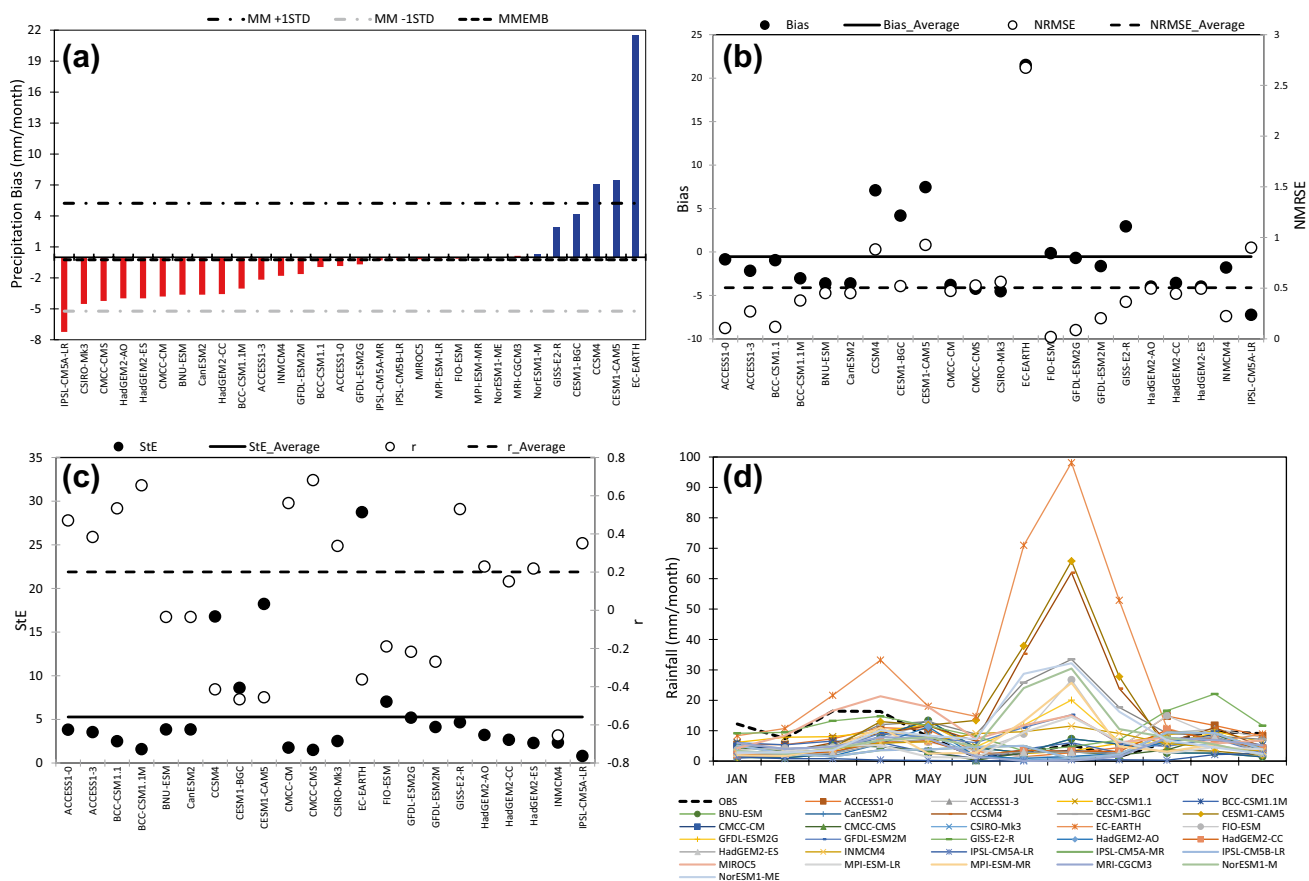 MM +1STD MM -1STD MMEMB
(a)
Precipitation Bias (mm/month)
22
19
16
13
10
7
4
1
-2
-5
-8
IPSL-CM5A-LR
CSIRO-Mk3
CMCC-CMS
HadGEM2-AO
HadGEM2-ES
CMCC-CM
BNU-ESM
CanESM2
HadGEM2-CC
BCC-CSM1.1M
ACCESS1-3
INMCM4
GFDL-ESM2M
BCC-CSM1.1
ACCESS1-0
GFDL-ESM2G
IPSL-CM5A-MR
IPSL-CM5B-LR
MIROC5
MPI-ESM-LR
FIO-ESM
MPI-ESM-MR
NorESM1-ME
MRI-CGCM3
NorESM1-M
GISS-E2-R
CESM1-BGC
CCSM4
CESM1-CAM5
EC-EARTH
Bias Bias_Average NRMSE NRMSE_Average
(b)
Bias
25
20
15
10
5
0
-5
-10
3
2.5
2
1.5
1
0.5
0
NMRSE
ACCESS1-0
ACCESS1-3
BCC-CSM1.1
BCC-CSM1.1M
BNU-ESM
CanESM2
CCSM4
CESM1-BGC
CESM1-CAM5
CMCC-CM
CMCC-CMS
CSIRO-Mk3
EC-EARTH
FIO-ESM
GFDL-ESM2G
GFDL-ESM2M
GISS-E2-R
HadGEM2-AO
HadGEM2-CC
HadGEM2-ES
INMCM4
IPSL-CM5A-LR
StE StE_Average r r_Average
(c)
StE
35
30
25
20
15
10
5
0
0.8
0.6
0.4
0.2
0
-0.2
-0.4
-0.6
-0.8
r
ACCESS1-0
ACCESS1-3
BCC-CSM1.1
BCC-CSM1.1M
BNU-ESM
CanESM2
CCSM4
CESM1-BGC
CESM1-CAM5
CMCC-CM
CMCC-CMS
CSIRO-Mk3
EC-EARTH
FIO-ESM
GFDL-ESM2G
GFDL-ESM2M
GISS-E2-R
HadGEM2-AO
HadGEM2-CC
HadGEM2-ES
INMCM4
IPSL-CM5A-LR
(d)
Rainfall (mm/month)
100
90
80
70
60
50
40
30
20
10
0
JAN FEB MAR APR MAY JUN JUL AUG SEP OCT NOV DEC
OBS ACCESS1-0 ACCESS1-3 BCC-CSM1.1 BCC-CSM1.1M
BNU-ESM CanESM2 CCSM4 CESM1-BGC CESM1-CAM5
CMCC-CM CMCC-CMS CSIRO-Mk3 EC-EARTH FIO-ESM
GFDL-ESM2G GFDL-ESM2M GISS-E2-R HadGEM2-AO HadGEM2-CC
HadGEM2-ES INMCM4 IPSL-CM5A-LR IPSL-CM5A-MR IPSL-CM5B-LR
MIROC5 MPI-ESM-LR MPI-ESM-MR MRI-CGCM3 NorESM1-M
NorESM1-ME